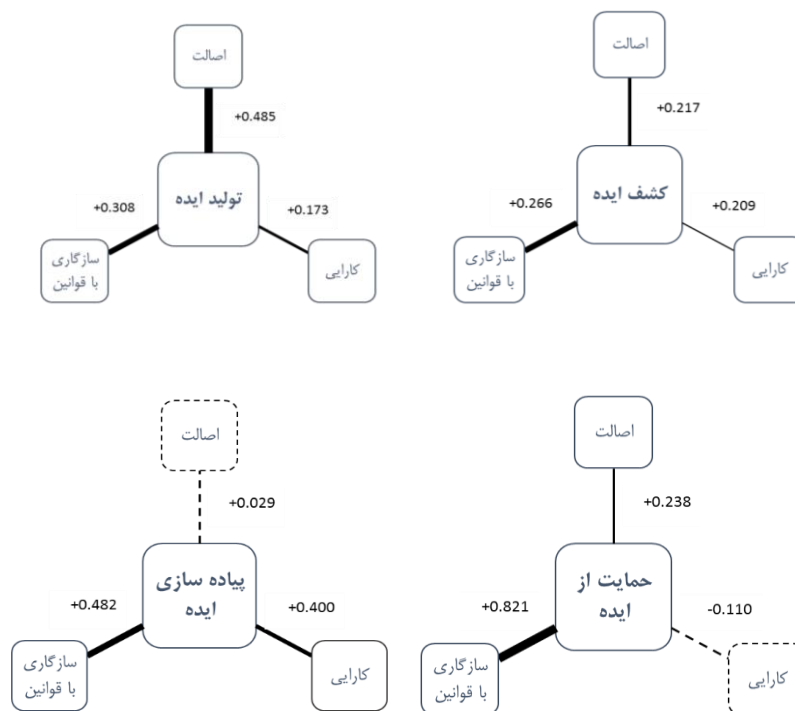 اصالت
+0.485
تولید ایده
+0.308
+0.173
سازگاری
با قوانین
کارایی
اصالت
+0.217
کشف ایده
+0.266
+0.209
سازگاری
با قوانین
کارایی
اصالت
+0.029
پیاده سازی
ایده
+0.482
+0.400
سازگاری
با قوانین
کارایی
اصالت
+0.238
حمایت از
ایده
+0.821
-0.110
سازگاری
با قوانین
کارایی